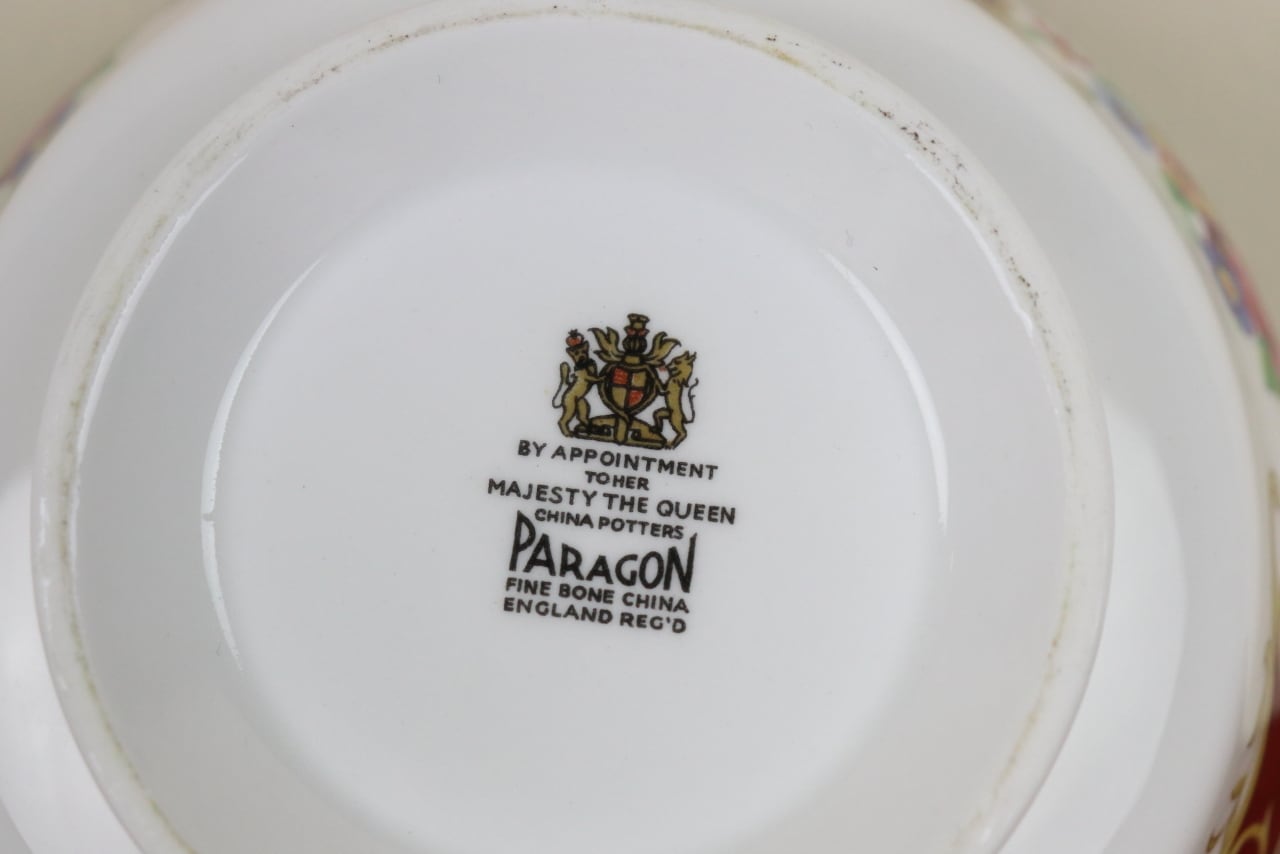 BY APPOINTMENT
TO HER
MAJESTY THE QUEEN
CHINA POTTERS
PARAGON
FINE BONE CHINA
ENGLAND REG'D